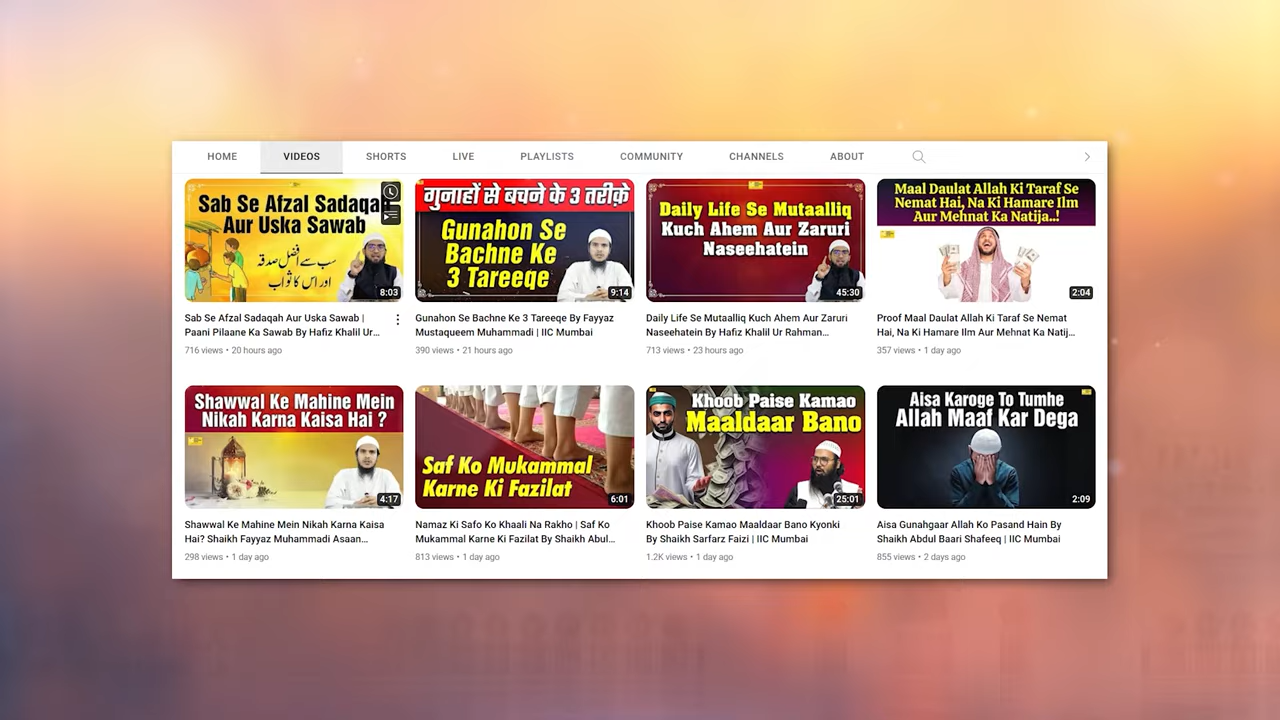 HOME VIDEOS SHORTS LIVE PLAYLISTS COMMUNITY CHANNELS ABOUT
Sab Se Afzal Sadaqah
Aur Uska Sawab
سب سے افضل صدقہ
اور اس کا ثواب
8:03
Sab Se Afzal Sadaqah Aur Uska Sawab |
Paani Pilaane Ka Sawab By Hafiz Khalil Ur...
716 views • 20 hours ago
गुनाहों से बचने के 3 तरीक़े
Gunahon Se
Bachne Ke
3 Tareeqe
9:14
Gunahon Se Bachne Ke 3 Tareeqe By Fayyaz
Mustaqueem Muhammadi | IIC Mumbai
390 views • 21 hours ago
Daily Life Se Mutaalliq
Kuch Ahem Aur Zaruri
Naseehatein
45:30
Daily Life Se Mutaalliq Kuch Ahem Aur Zaruri
Naseehatein By Hafiz Khalil Ur Rahman...
713 views • 23 hours ago
Maal Daulat Allah Ki Taraf Se
Nemat Hai, Na Ki Hamare Ilm
Aur Mehnat Ka Natija..!
2:04
Proof Maal Daulat Allah Ki Taraf Se Nemat
Hai, Na Ki Hamare Ilm Aur Mehnat Ka Natij...
357 views • 1 day ago
Shawwal Ke Mahine Mein
Nikah Karna Kaisa Hai ?
4:17
Shawwal Ke Mahine Mein Nikah Karna Kaisa
Hai? Shaikh Fayyaz Muhammadi Asaan...
298 views • 1 day ago
Saf Ko Mukammal
Karne Ki Fazilat
6:01
Namaz Ki Safo Ko Khaali Na Rakho | Saf Ko
Mukammal Karne Ki Fazilat By Shaikh Abul...
813 views • 1 day ago
Khoob Paise Kamao
Maaldaar Bano
25:01
Khoob Paise Kamao Maaldaar Bano Kyonki
By Shaikh Sarfarz Faizi | IIC Mumbai
1.2K views • 1 day ago
Aisa Karoge To Tumhe
Allah Maaf Kar Dega
2:09
Aisa Gunahgaar Allah Ko Pasand Hain By
Shaikh Abdul Baari Shafeeq | IIC Mumbai
855 views • 2 days ago